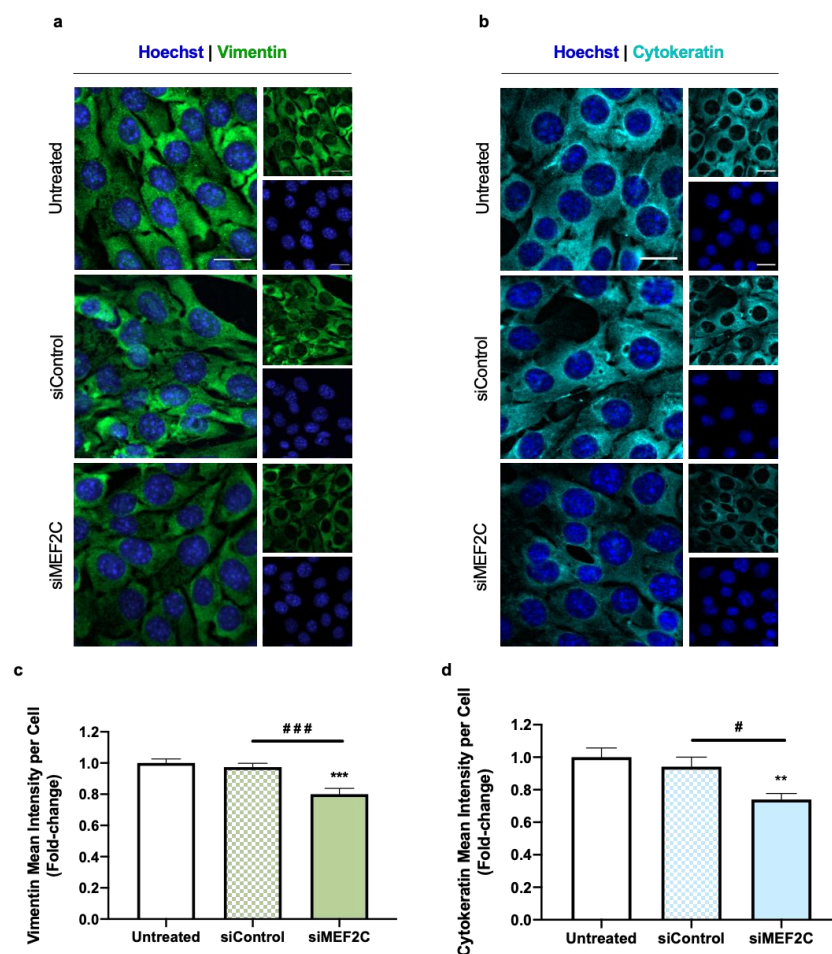 a
Hoechst | Vimentin
Untreated
siControl
siMEF2C
b
Hoechst | Cytokeratin
Untreated
siControl
siMEF2C
c
Vimentin Mean Intensity per Cell
(Fold-change)
1.2
1.0
0.8
0.6
0.4
0.2
0.0
###
***
Untreated
siControl
siMEF2C
d
Cytokeratin Mean Intensity per Cell
(Fold-change)
1.2
1.0
0.8
0.6
0.4
0.2
0.0
#
**
Untreated
siControl
siMEF2C